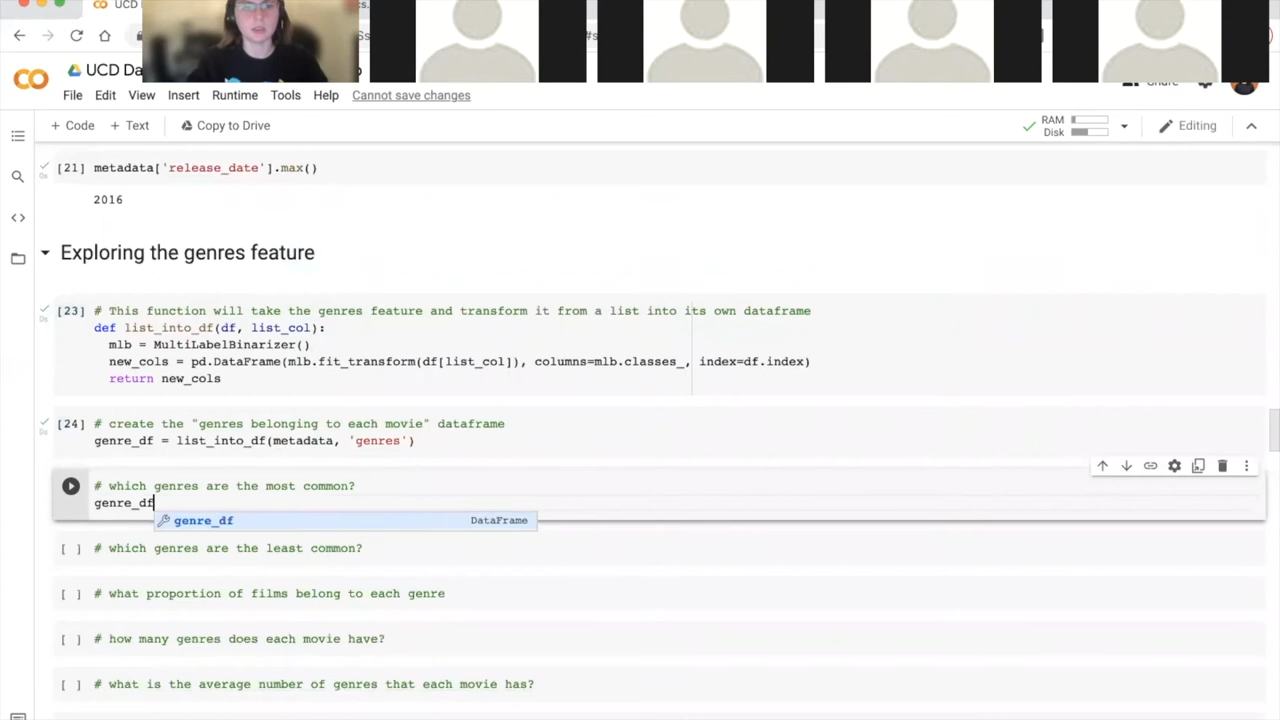 UCD
UCD Da
File Edit View Insert Runtime Tools Help Cannot save changes
+ Code + Text Copy to Drive
RAM
Disk
Editing
[21] metadata['release_date'].max()
2016
Exploring the genres feature
[23] # This function will take the genres feature and transform it from a list into its own dataframe
def list_into_df(df, list_col):
mlb = MultiLabelBinarizer()
new_cols = pd.DataFrame(mlb.fit_transform(df[list_col]), columns=mlb.classes_, index=df.index)
return new_cols
[24] # create the "genres belonging to each movie" dataframe
genre_df = list_into_df(metadata, 'genres')
# which genres are the most common?
genre_df
genre_df DataFrame
[ ] # which genres are the least common?
[ ] # what proportion of films belong to each genre
[ ] # how many genres does each movie have?
[ ] # what is the average number of genres that each movie has?